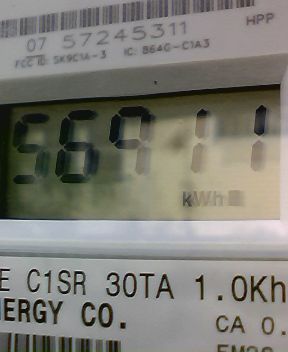 HPP
07 57245311
FCC ID: SK9C1A-3 IC: 864G-C1A3
56911
kWh
E C1SR 30TA 1.0Kh
NERGY CO.
CA 0.